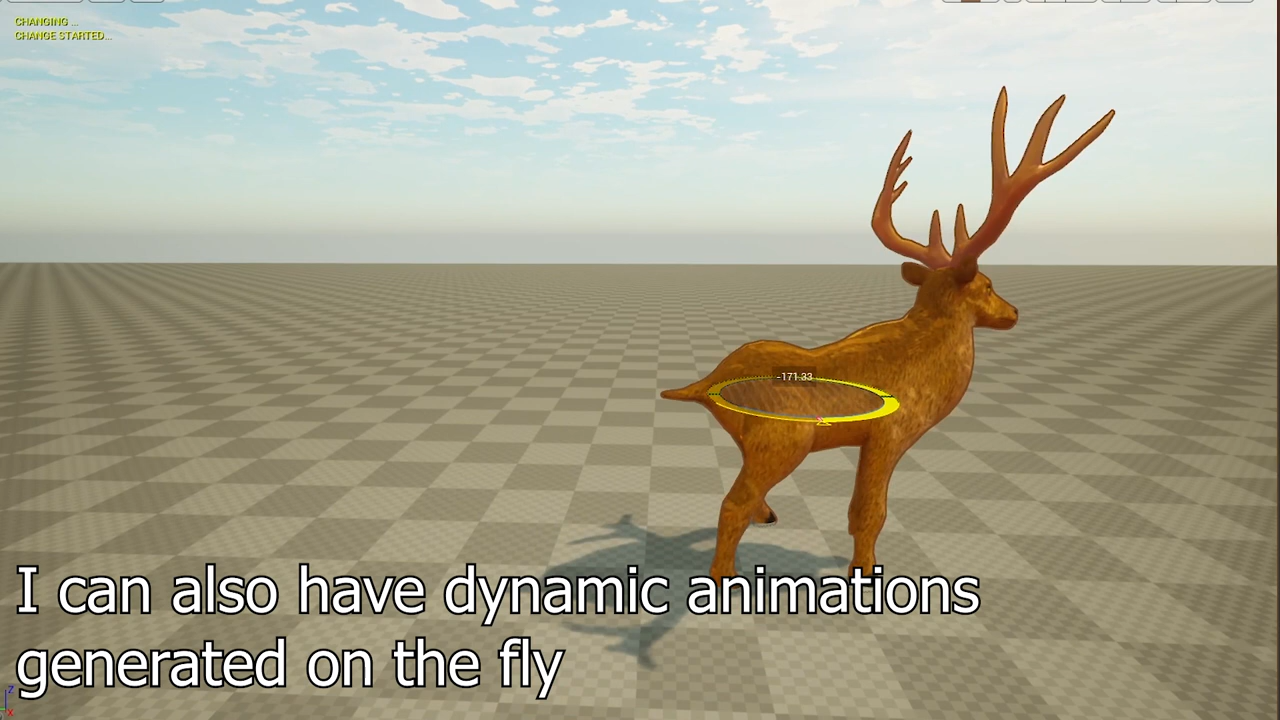 CHANGING ...
CHANGE STARTED...
-171.33
I can also have dynamic animations
generated on the fly
Z
X